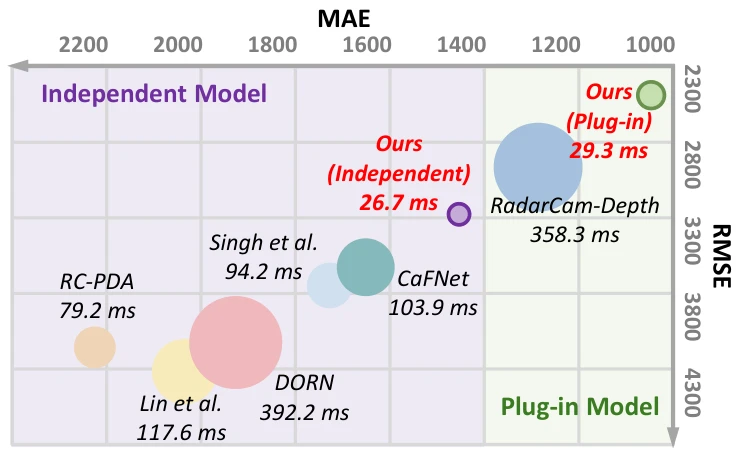 MAE
2200 2000 1800 1600 1400 1200 1000
Independent Model
Ours
(Plug-in)
29.3 ms
Ours
(Independent)
26.7 ms
RadarCam-Depth
358.3 ms
Singh et al.
94.2 ms
CaFNet
103.9 ms
RC-PDA
79.2 ms
DORN
392.2 ms
Lin et al.
117.6 ms
Plug-in Model
2300
2800
3300
3800
4300
RMSE